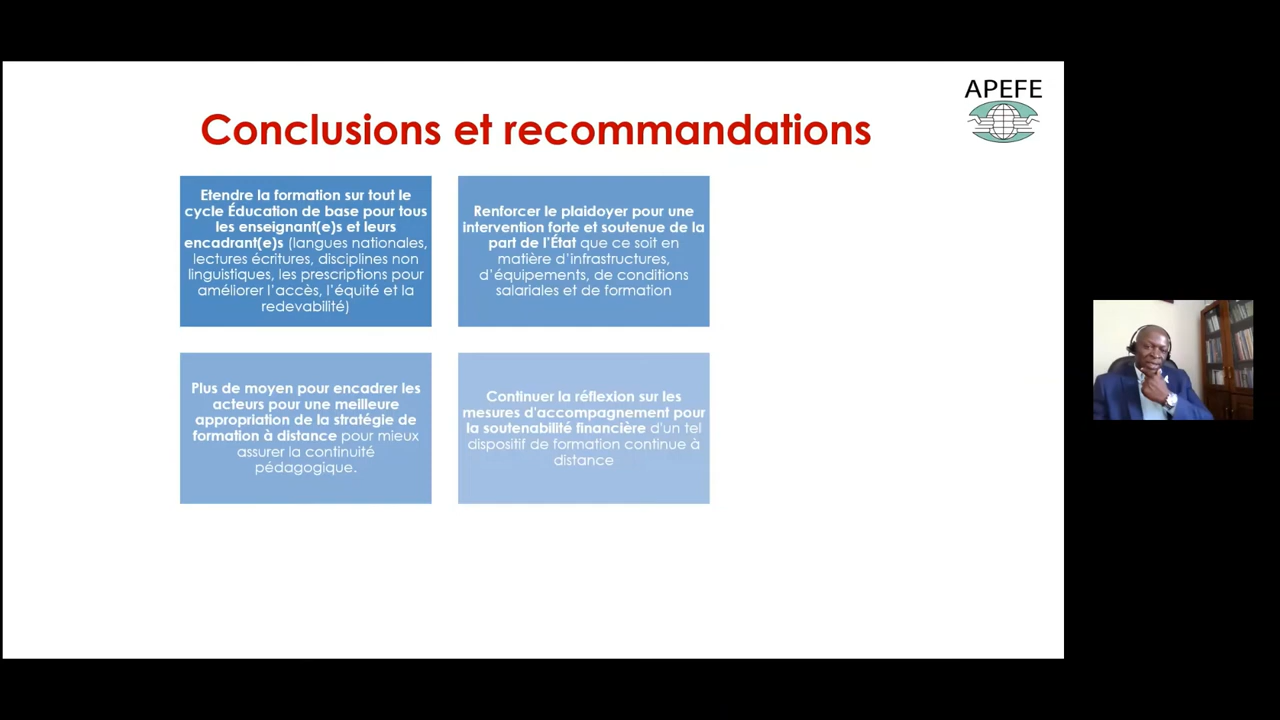 APEFE
Conclusions et recommandations
Etendre la formation sur tout le
cycle Éducation de base pour tous
les enseignant(e)s et leurs
encadrant(e)s (langues nationales,
lectures écritures, disciplines non
linguistiques, les prescriptions pour
améliorer l'accès, l'équité et la
redevabilité)
Renforcer le plaidoyer pour une
intervention forte et soutenue de la
part de l'État que ce soit en
matière d'infrastructures,
d'équipements, de conditions
salariales et de formation
Plus de moyen pour encadrer les
acteurs pour une meilleure
appropriation de la stratégie de
formation à distance pour mieux
assurer la continuité
pédagogique.
Continuer la réflexion sur les
mesures d'accompagnement pour
la soutenabilité financière d'un tel
dispositif de formation continue à
distance